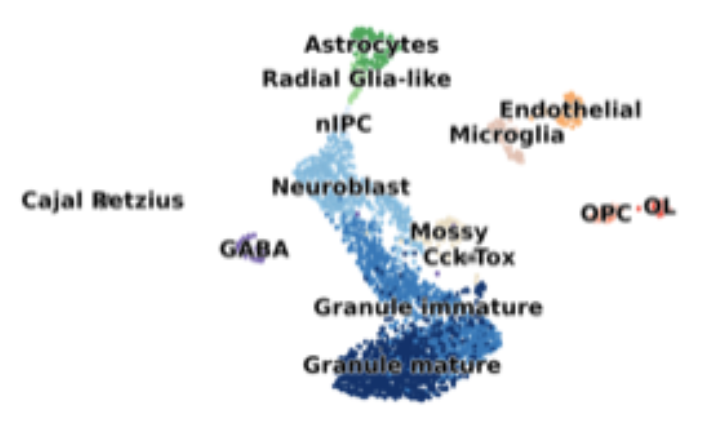 Astrocytes
Radial Glia-like
nIPC
Endothelial
Microglia
Neuroblast
Cajal Retzius
OPC
OL
Mossy
GABA
Cck-Tox
Granule immature
Granule mature